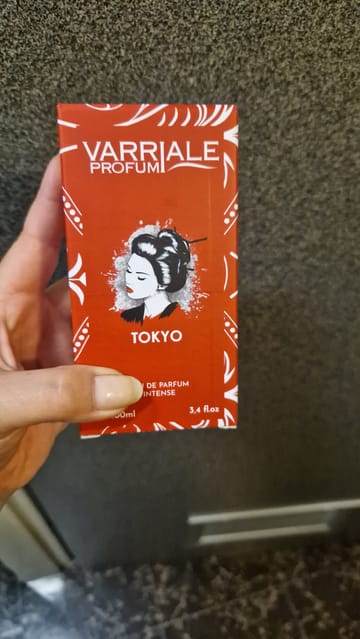 VARRIALE
PROFUMI
TOKYO
DE PARFUM
INTENSE
3,4 fl.oz